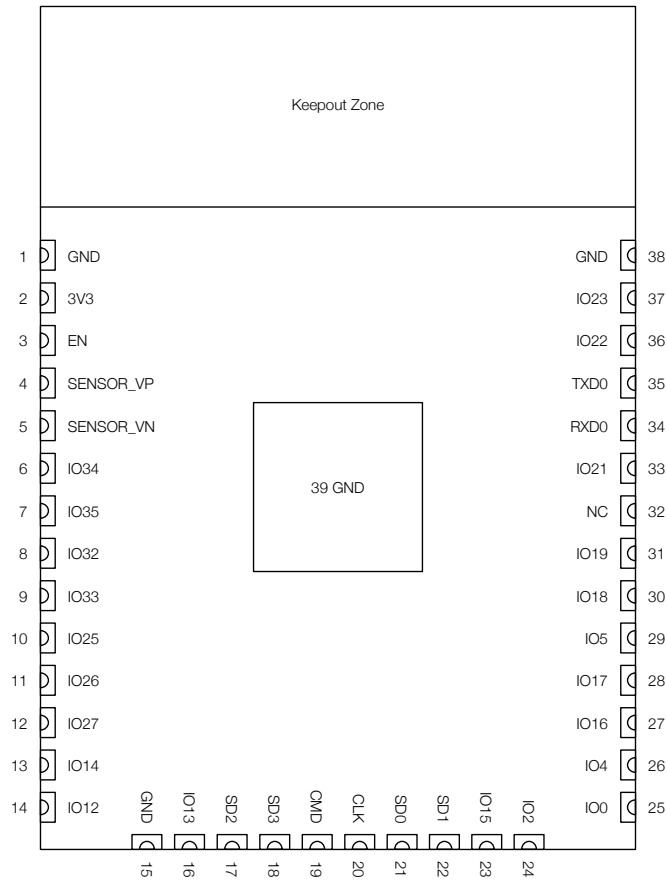 Keepout Zone
1 GND
2 3V3
3 EN
4 SENSOR_VP
5 SENSOR_VN
6 IO34
7 IO35
8 IO32
9 IO33
10 IO25
11 IO26
12 IO27
13 IO14
14 IO12
39 GND
GND 38
IO23 37
IO22 36
TXD0 35
RXD0 34
IO21 33
NC 32
IO19 31
IO18 30
IO5 29
IO17 28
IO16 27
IO4 26
IO0 25
GND 15
IO13 16
SD2 17
SD3 18
CMD 19
CLK 20
SD0 21
SD1 22
IO15 23
IO2 24